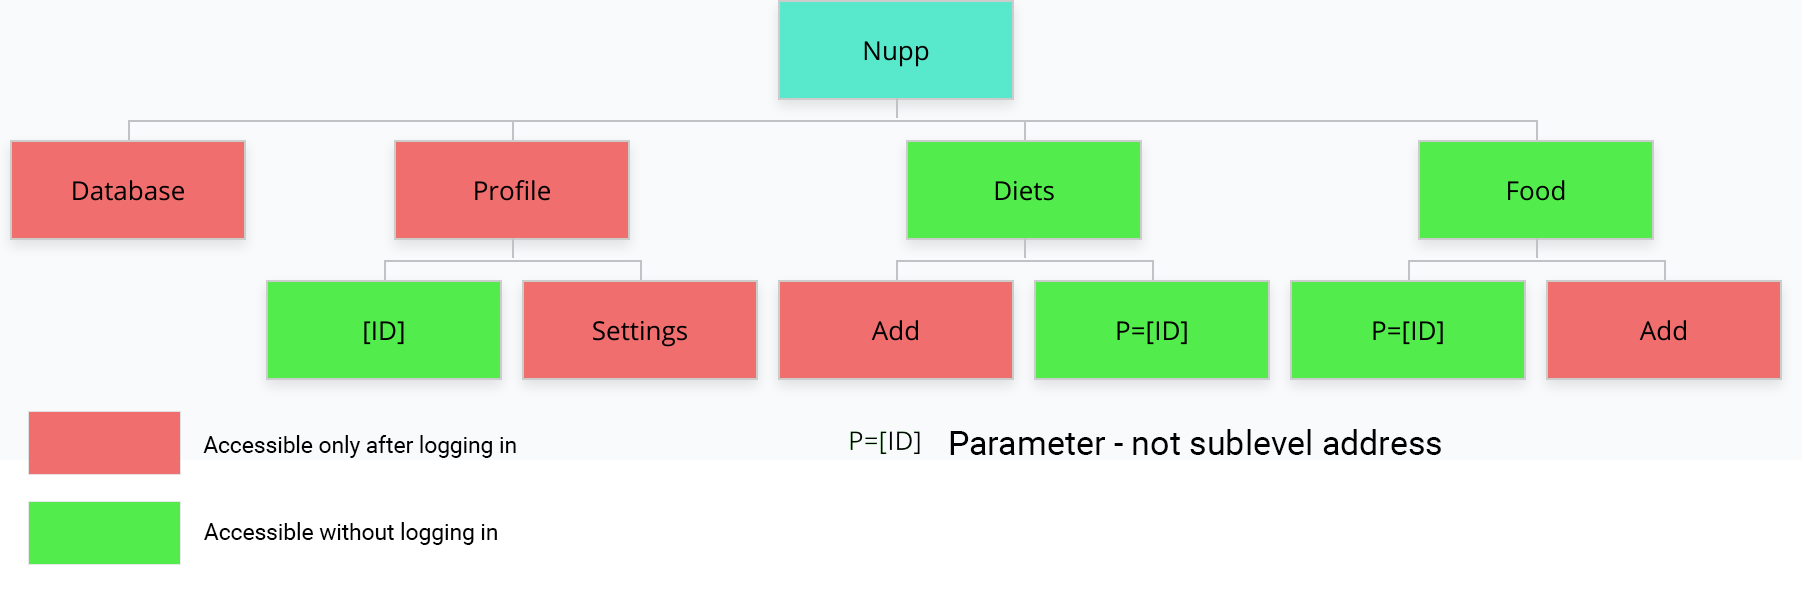 Nupp
Database
Profile
Diets
Food
[ID]
Settings
Add
P=[ID]
P=[ID]
Add
Accessible only after logging in
P=[ID] Parameter - not sublevel address
Accessible without logging in